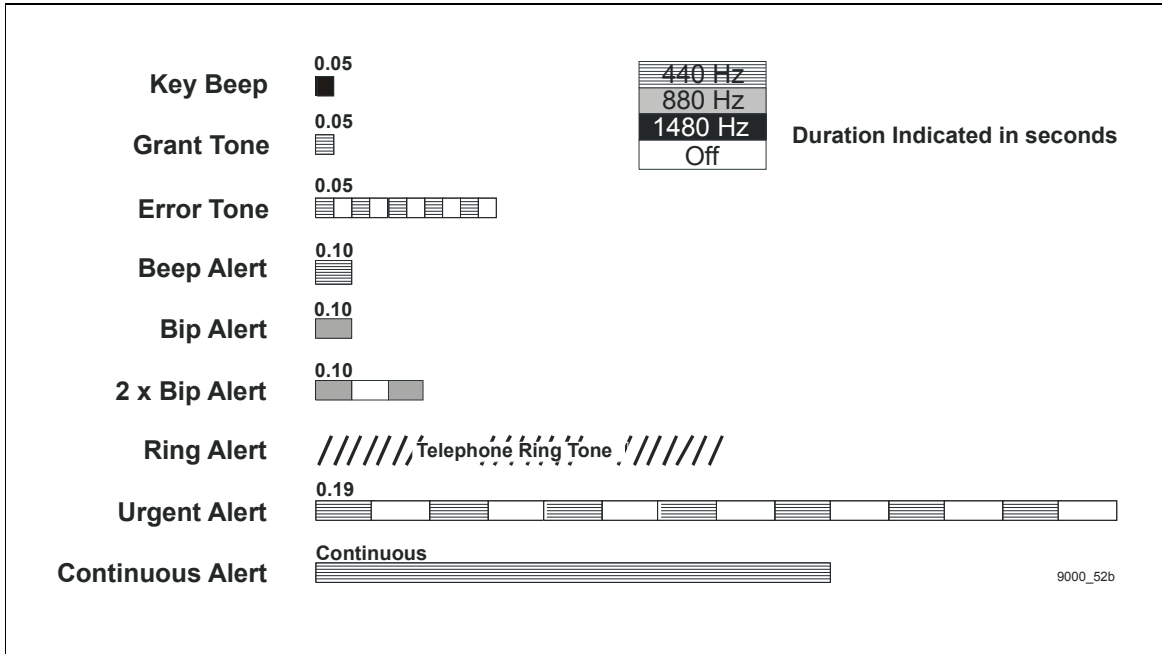 0.05
Key Beep
0.05
Grant Tone
0.05
Error Tone
0.10
Beep Alert
0.10
Bip Alert
0.10
2 x Bip Alert
Ring Alert
Telephone Ring Tone
0.19
Urgent Alert
Continuous
Continuous Alert
440 Hz
880 Hz
1480 Hz
Off
Duration Indicated in seconds
9000_52b